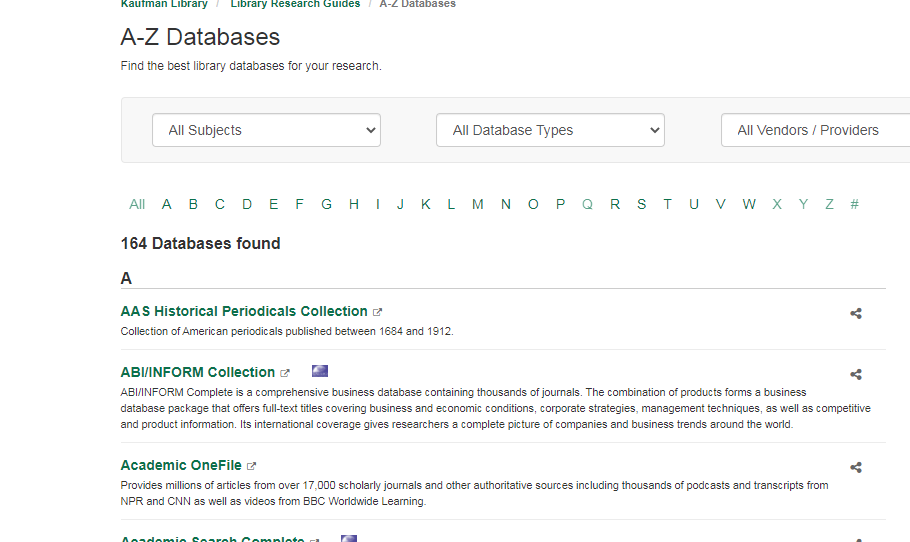 Kaufman Library / Library Research Guides / A-Z Databases
A-Z Databases
Find the best library databases for your research.
All Subjects All Database Types All Vendors / Providers
All A B C D E F G H I J K L M N O P Q R S T U V W X Y Z #
164 Databases found
A
AAS Historical Periodicals Collection
Collection of American periodicals published between 1684 and 1912.
ABI/INFORM Collection
ABI/INFORM Complete is a comprehensive business database containing thousands of journals. The combination of products forms a business
database package that offers full-text titles covering business and economic conditions, corporate strategies, management techniques, as well as competitive
and product information. Its international coverage gives researchers a complete picture of companies and business trends around the world.
Academic OneFile
Provides millions of articles from over 17,000 scholarly journals and other authoritative sources including thousands of podcasts and transcripts from
NPR and CNN as well as videos from BBC Worldwide Learning.
Academic Search Complete